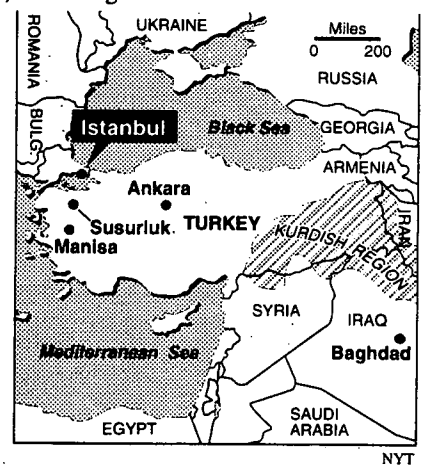 UKRAINE
Miles
0 200
ROMANIA
RUSSIA
BULG.
Istanbul
Black Sea
GEORGIA
ARMENIA
Ankara
TURKEY
Susurluk
Manisa
KURDISH REGION
IRAN
SYRIA
IRAQ
Baghdad
Mediterranean Sea
EGYPT
SAUDI
ARABIA
NYT